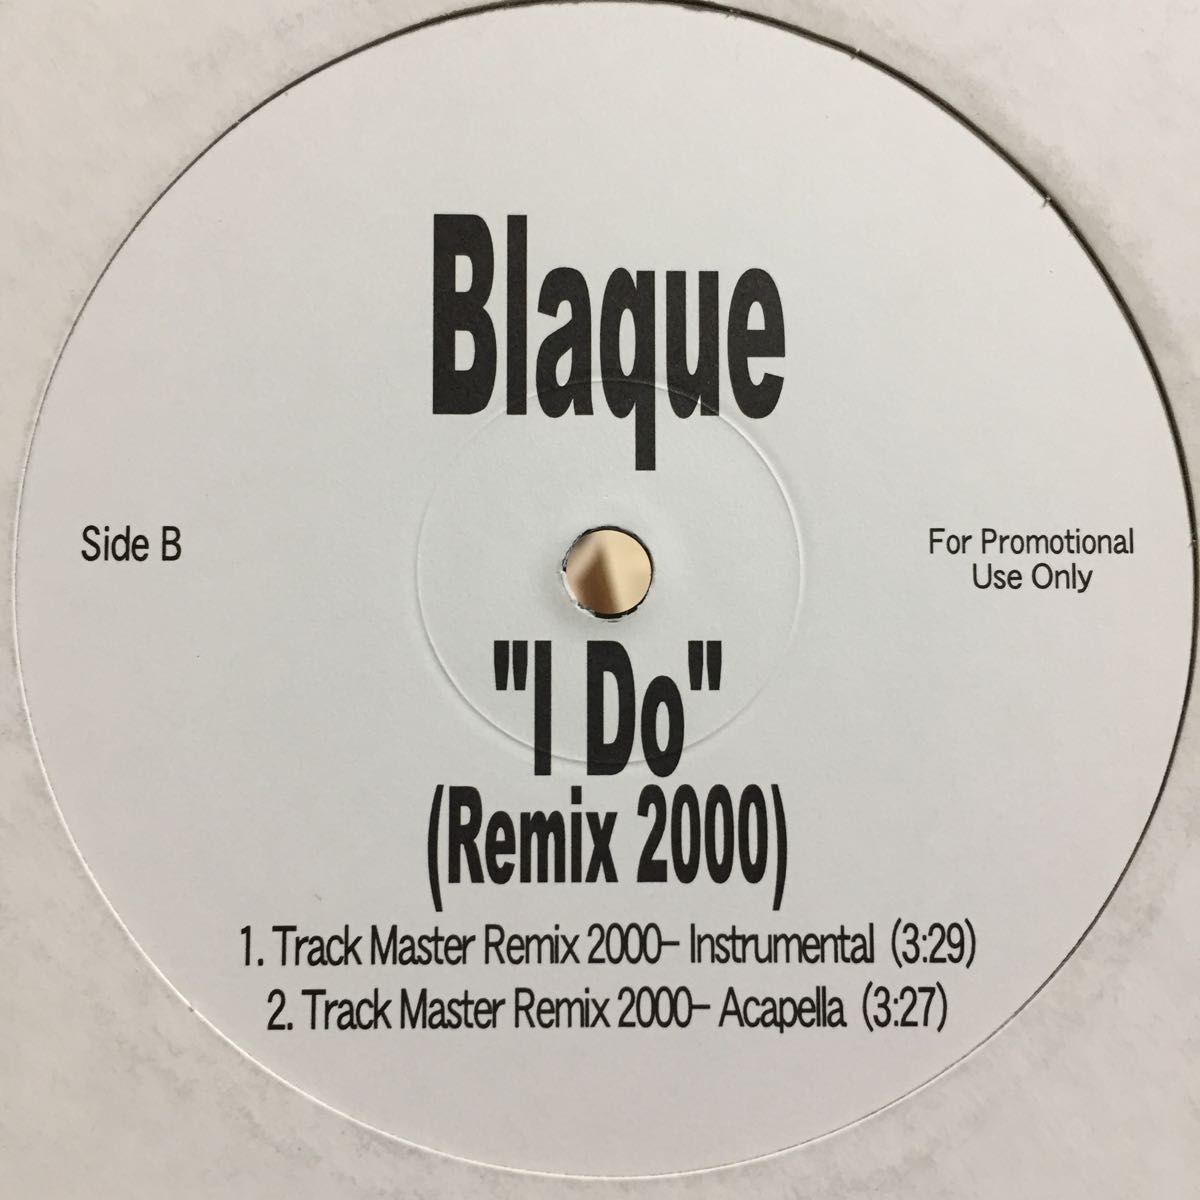 Blaque
Side B
For Promotional
Use Only
"I Do"
(Remix 2000)
1. Track Master Remix 2000- Instrumental (3:29)
2. Track Master Remix 2000- Acapella (3:27)